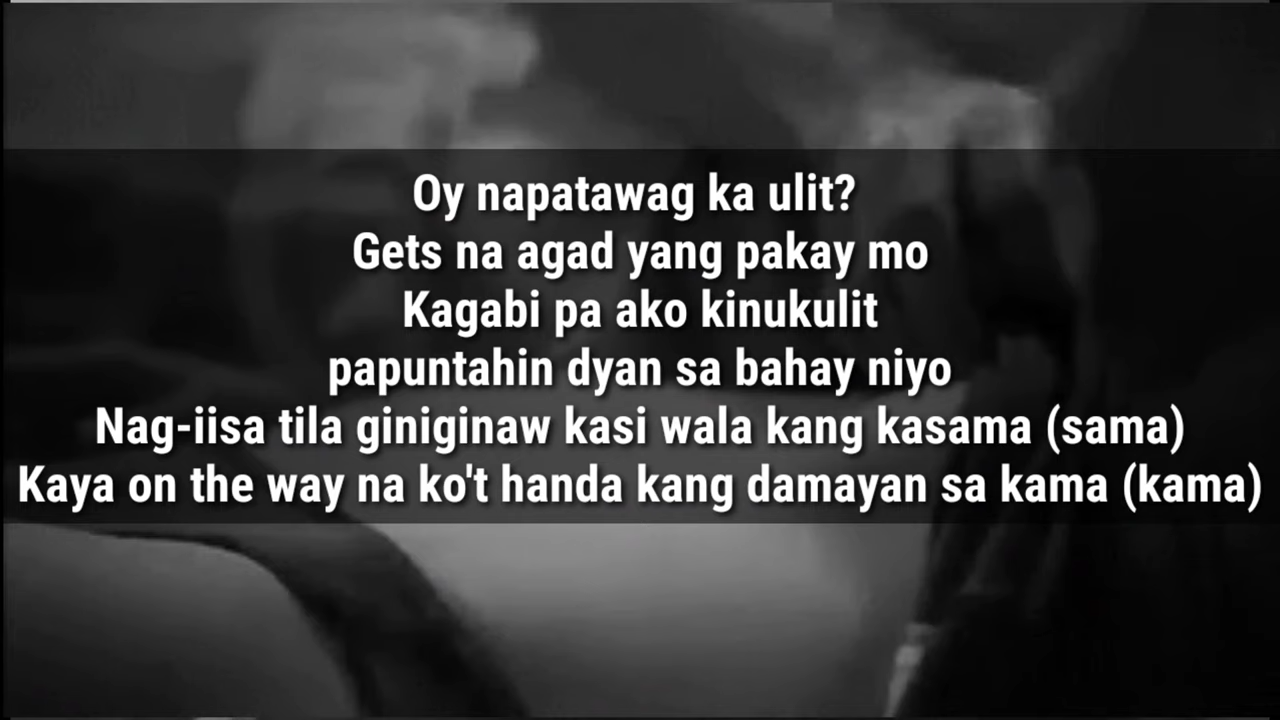 Oy napatawag ka ulit?
Gets na agad yang pakay mo
Kagabi pa ako kinukulit
papuntahin dyan sa bahay niyo
Nag-iisa tila giniginaw kasi wala kang kasama (sama)
Kaya on the way na ko't handa kang damayan sa kama (kama)